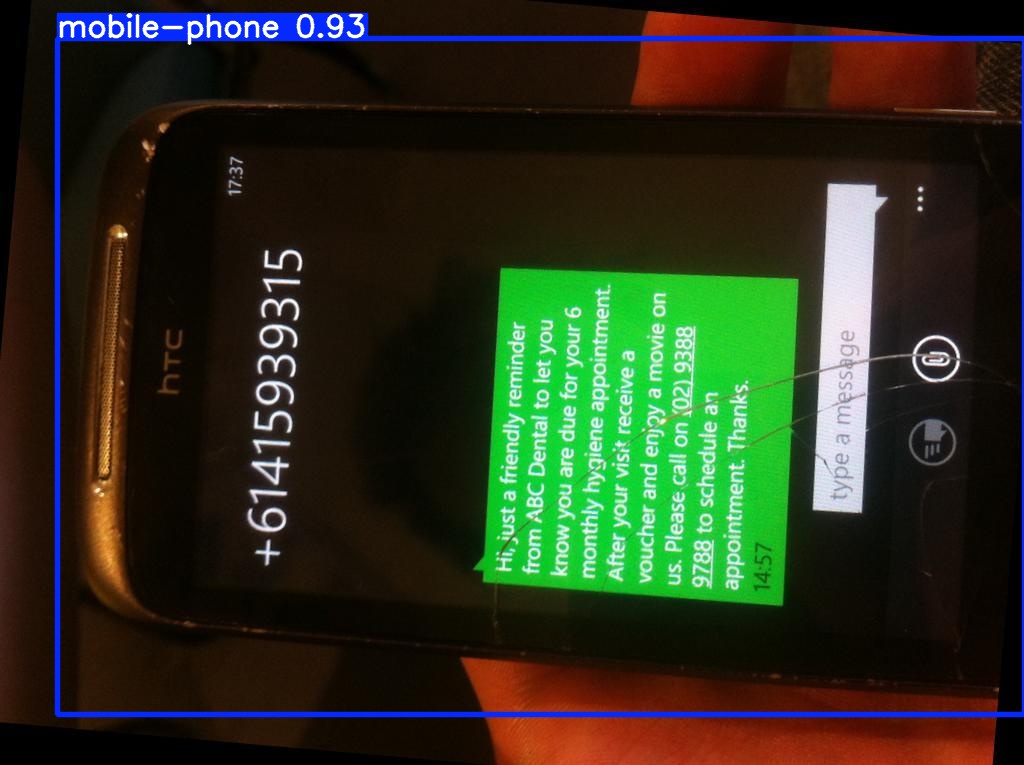 mobile-phone 0.93
hTC
17:37
+61415939315
Hi, just a friendly reminder
from ABC Dental to let you
know you are due for your 6
monthly hygiene appointment.
After your visit receive a
voucher and enjoy a movie on
us. Please call on (02) 9388
9788 to schedule an
appointment. Thanks.
14:57
type a message